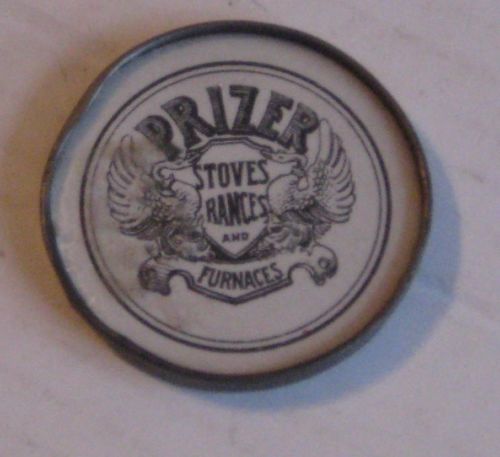 PRIZER
STOVES
RANGES
AND
FURNACES